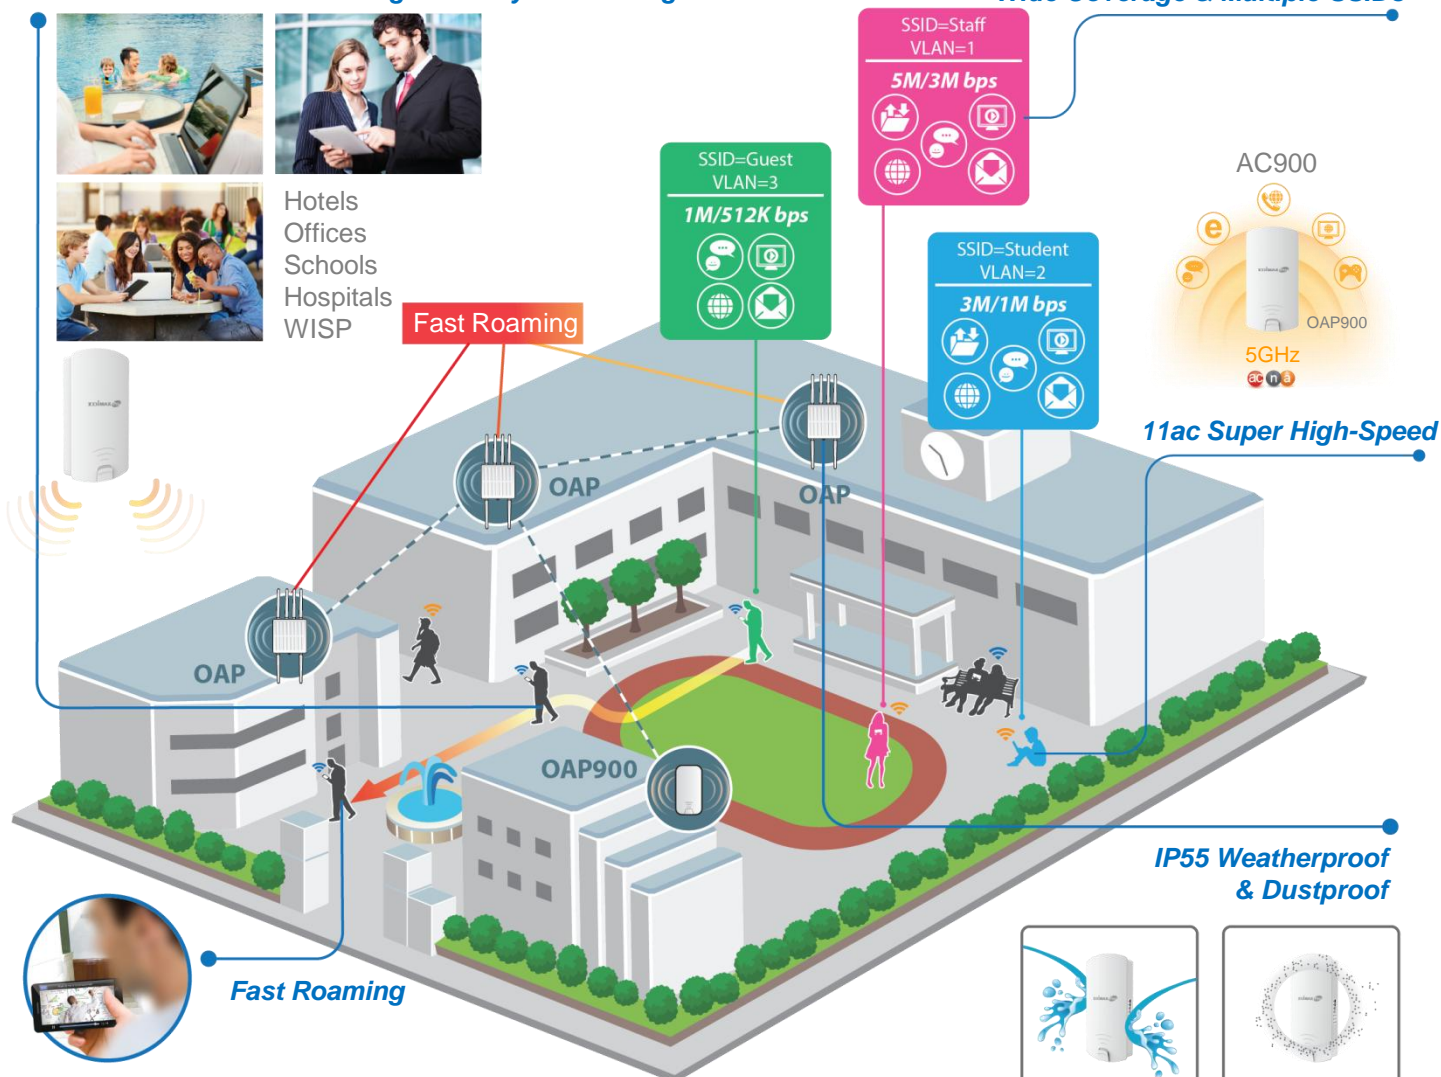 SSID=Staff
VLAN=1
5M/3M bps
SSID=Guest
VLAN=3
1M/512K bps
SSID=Student
VLAN=2
3M/1M bps
AC900
OAP900
5GHz
ac n a
11ac Super High-Speed
Hotels
Offices
Schools
Hospitals
WISP
Fast Roaming
EDIMAX
OAP
OAP
OAP
OAP900
IP55 Weatherproof
& Dustproof
Fast Roaming